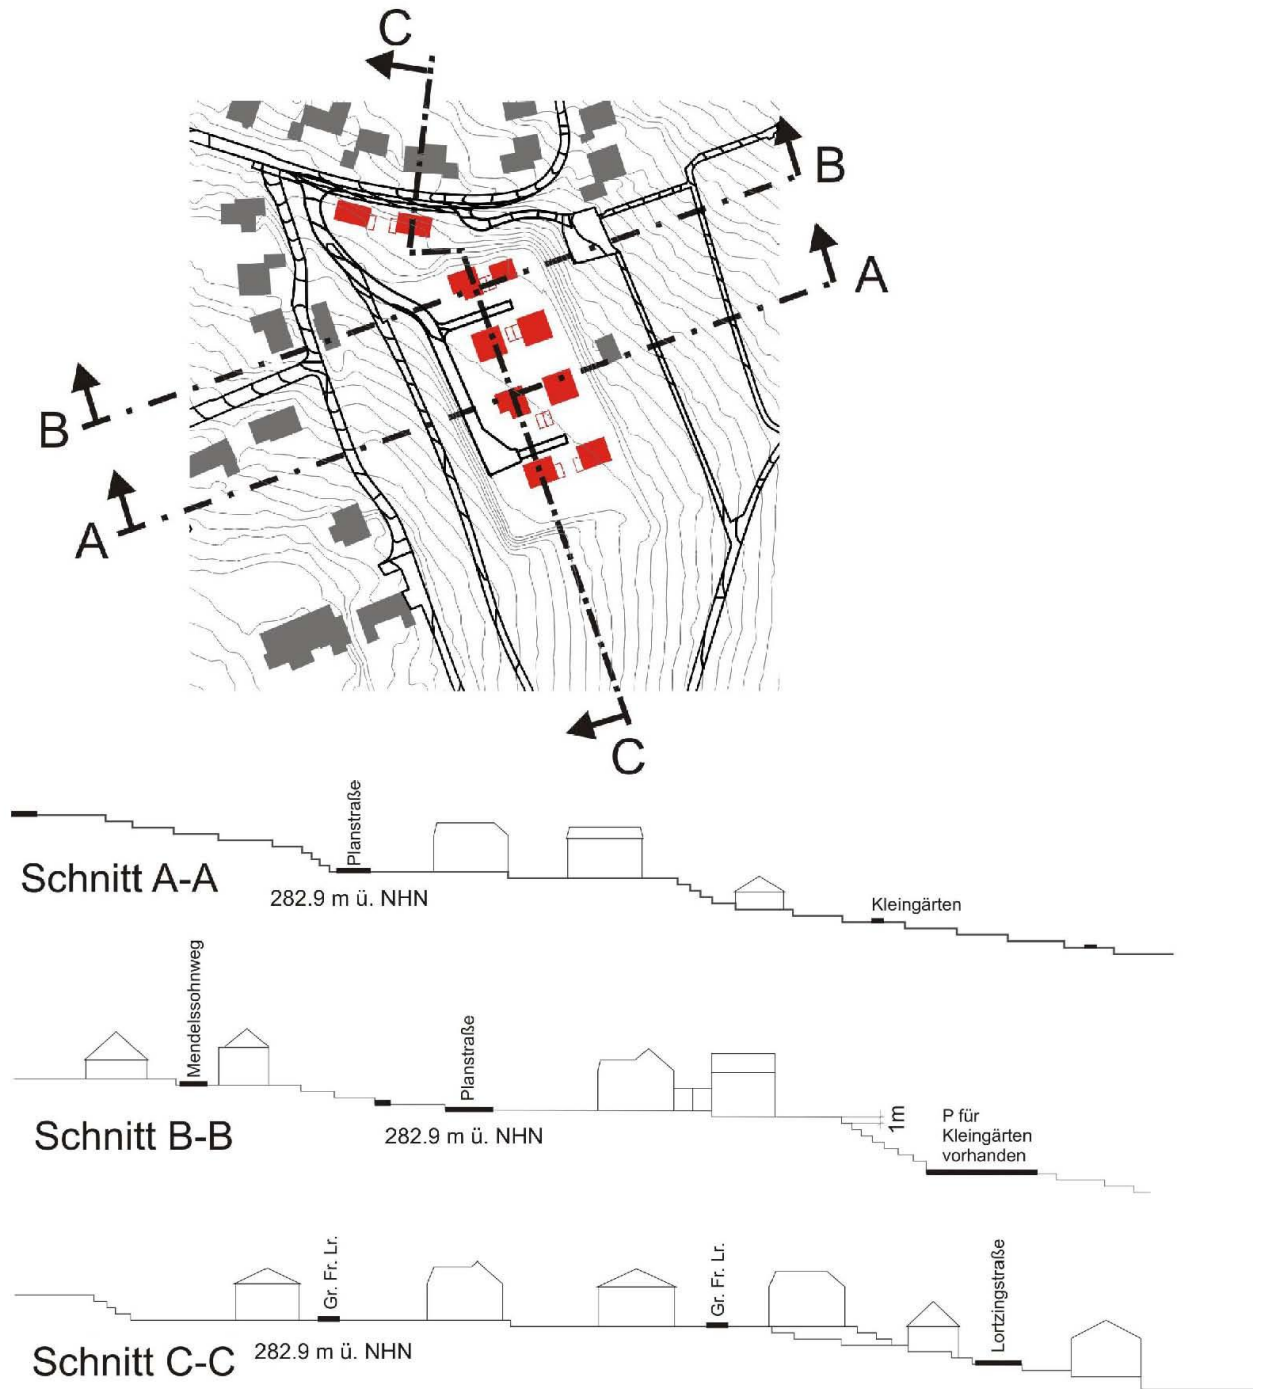 C
B
A
B
A
C
Planstraße
Schnitt A-A
282.9 m ü. NHN
Kleingärten
Mendelssohnweg
Planstraße
Schnitt B-B
282.9 m ü. NHN
1m
P für
Kleingärten
vorhanden
Gr. Fr. Lr.
Gr. Fr. Lr.
Lortzingstraße
Schnitt C-C
282.9 m ü. NHN